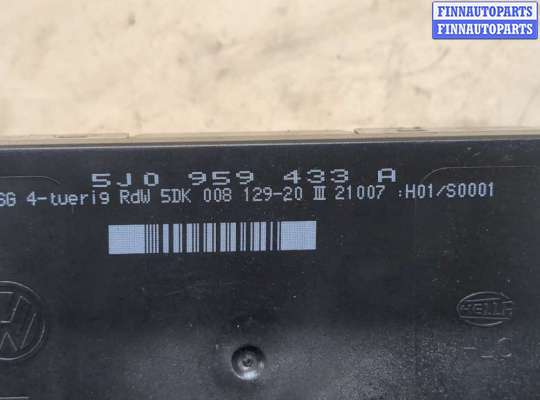 FINNAUTOPARTS
FINNAUTOPARTS
5J0 959 433 A
SG 4-tuerig RdW 5DK 008 129-20 III 21007 :H01/S0001
HELLA